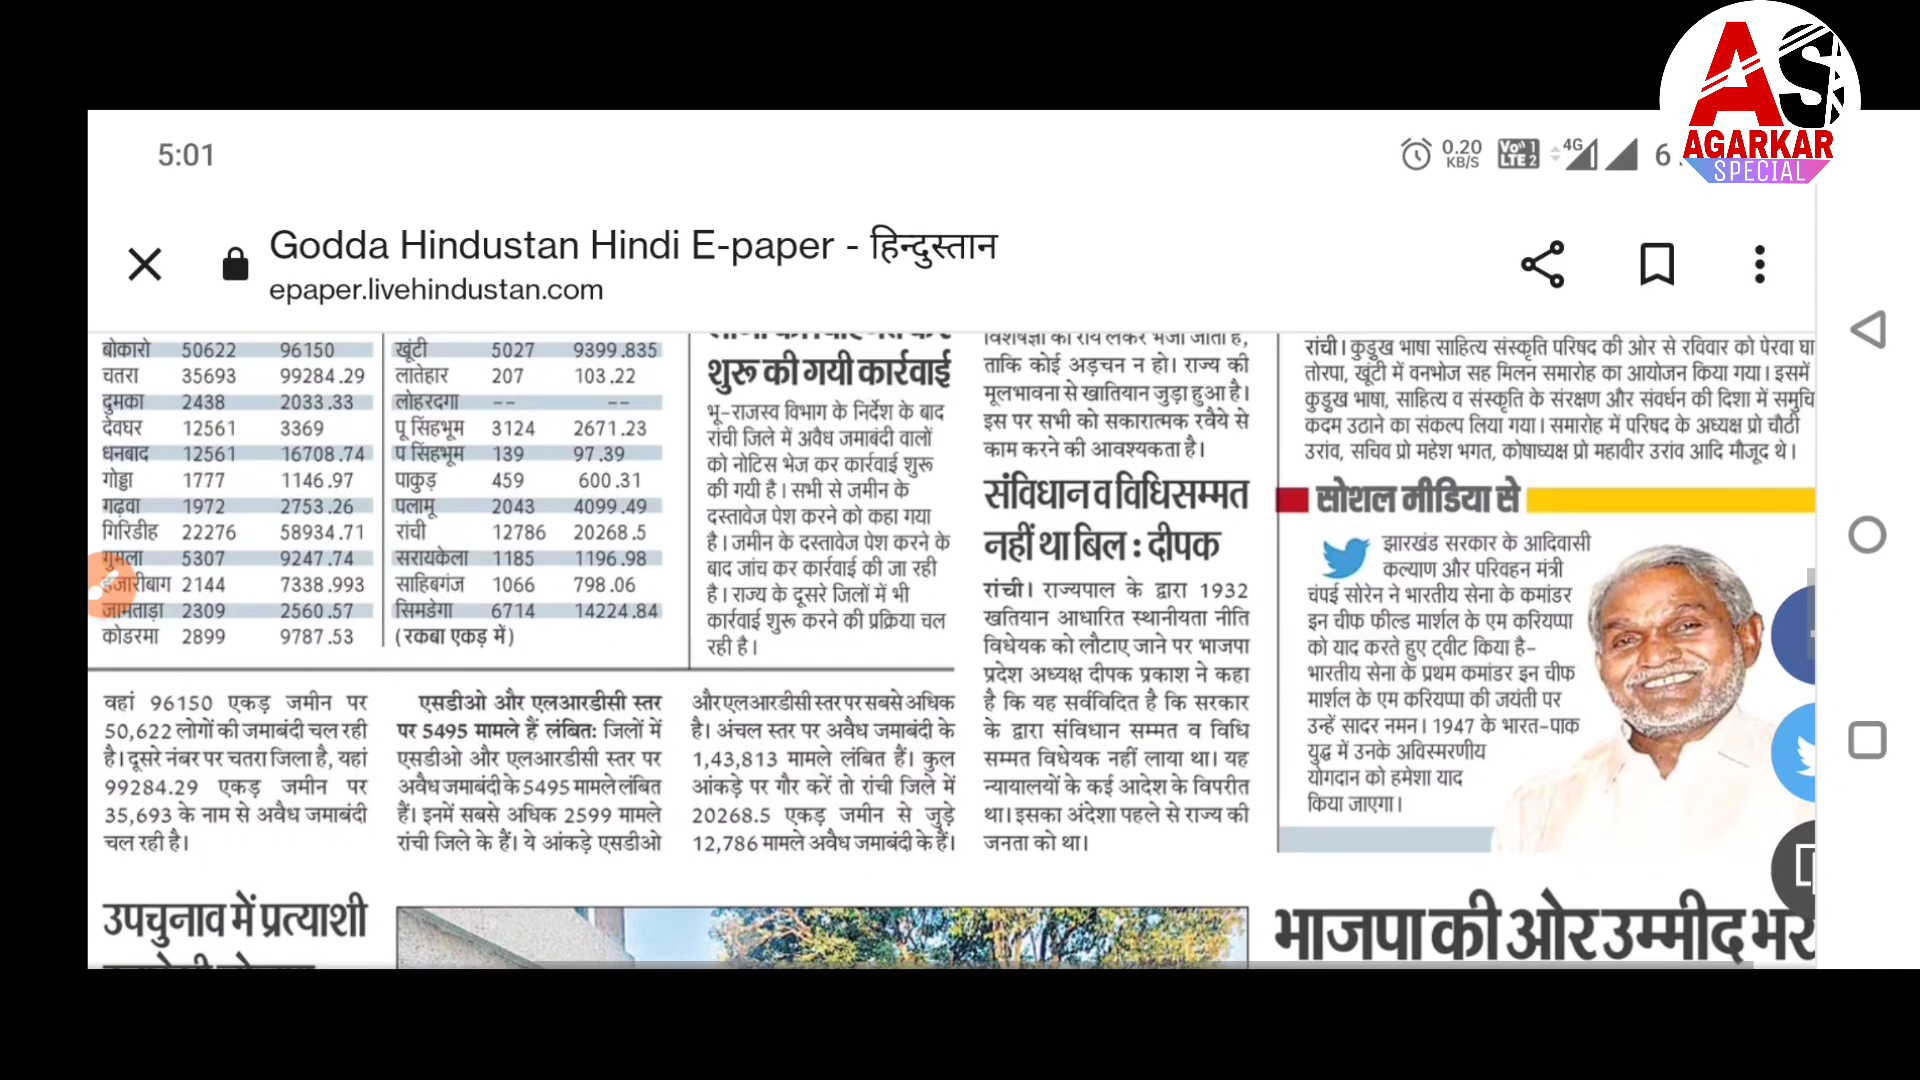 AS
AGARKAR
SPECIAL
5:01
0.20
KB/S
Vo 1
LTE 2
4G
6
Godda Hindustan Hindi E-paper - हिन्दुस्तान
epaper.livehindustan.com
बोकारो 50622 96150
चतरा 35693 99284.29
दुमका 2438 2033.33
देवघर 12561 3369
धनबाद 12561 16708.74
गोड्डा 1777 1146.97
गढ़वा 1972 2753.26
गिरिडीह 22276 58934.71
गुमला 5307 9247.74
हजारीबाग 2144 7338.993
जामताड़ा 2309 2560.57
कोडरमा 2899 9787.53
खूंटी 5027 9399.835
लातेहार 207 103.22
लोहरदगा -- --
पू सिंहभूम 3124 2671.23
प सिंहभूम 139 97.39
पाकुड़ 459 600.31
पलामू 2043 4099.49
रांची 12786 20268.5
सरायकेला 1185 1196.98
साहिबगंज 1066 798.06
सिमडेगा 6714 14224.84
(रकबा एकड़ में)
शुरू की गयी कार्रवाई
भू-राजस्व विभाग के निर्देश के बाद
रांची जिले में अवैध जमाबंदी वालों
को नोटिस भेज कर कार्रवाई शुरू
की गयी है। सभी से जमीन के
दस्तावेज पेश करने को कहा गया
है। जमीन के दस्तावेज पेश करने के
बाद जांच कर कार्रवाई की जा रही
है। राज्य के दूसरे जिलों में भी
कार्रवाई शुरू करने की प्रक्रिया चल
रही है।
वहां 96150 एकड़ जमीन पर
50,622 लोगों की जमाबंदी चल रही
है। दूसरे नंबर पर चतरा जिला है, यहां
99284.29 एकड़ जमीन पर
35,693 के नाम से अवैध जमाबंदी
चल रही है।
एसडीओ और एलआरडीसी स्तर
पर 5495 मामले हैं लंबित: जिलों में
एसडीओ और एलआरडीसी स्तर पर
अवैध जमाबंदी के 5495 मामले लंबित
हैं। इनमें सबसे अधिक 2599 मामले
रांची जिले के हैं। ये आंकड़े एसडीओ
और एलआरडीसी स्तर पर सबसे अधिक
है। अंचल स्तर पर अवैध जमाबंदी के
1,43,813 मामले लंबित हैं। कुल
आंकड़े पर गौर करें तो रांची जिले में
20268.5 एकड़ जमीन से जुड़े
12,786 मामले अवैध जमाबंदी के हैं।
विशेषज्ञों की राय लेकर भेजा जाता है,
ताकि कोई अड़चन न हो। राज्य की
मूलभावना से खातियान जुड़ा हुआ है।
इस पर सभी को सकारात्मक रवैये से
काम करने की आवश्यकता है।
संविधान व विधिसम्मत
नहीं था बिल : दीपक
रांची। राज्यपाल के द्वारा 1932
खतियान आधारित स्थानीयता नीति
विधेयक को लौटाए जाने पर भाजपा
प्रदेश अध्यक्ष दीपक प्रकाश ने कहा
है कि यह सर्वविदित है कि सरकार
के द्वारा संविधान सम्मत व विधि
सम्मत विधेयक नहीं लाया था। यह
न्यायालयों के कई आदेश के विपरीत
था। इसका अंदेशा पहले से राज्य की
जनता को था।
रांची। कुड़ुख भाषा साहित्य संस्कृति परिषद की ओर से रविवार को पेरवा घा
तोरपा, खूंटी में वनभोज सह मिलन समारोह का आयोजन किया गया। इसमें
कुड़ुख भाषा, साहित्य व संस्कृति के संरक्षण और संवर्धन की दिशा में समुचि
कदम उठाने का संकल्प लिया गया। समारोह में परिषद के अध्यक्ष प्रो चौठी
उरांव, सचिव प्रो महेश भगत, कोषाध्यक्ष प्रो महावीर उरांव आदि मौजूद थे।
सोशल मीडिया से
झारखंड सरकार के आदिवासी
कल्याण और परिवहन मंत्री
चंपई सोरेन ने भारतीय सेना के कमांडर
इन चीफ फील्ड मार्शल के एम करियप्पा
को याद करते हुए ट्वीट किया है-
भारतीय सेना के प्रथम कमांडर इन चीफ
मार्शल के एम करियप्पा की जयंती पर
उन्हें सादर नमन। 1947 के भारत-पाक
युद्ध में उनके अविस्मरणीय
योगदान को हमेशा याद
किया जाएगा।
उपचुनाव में प्रत्याशी
भाजपा की ओर उम्मीद भर